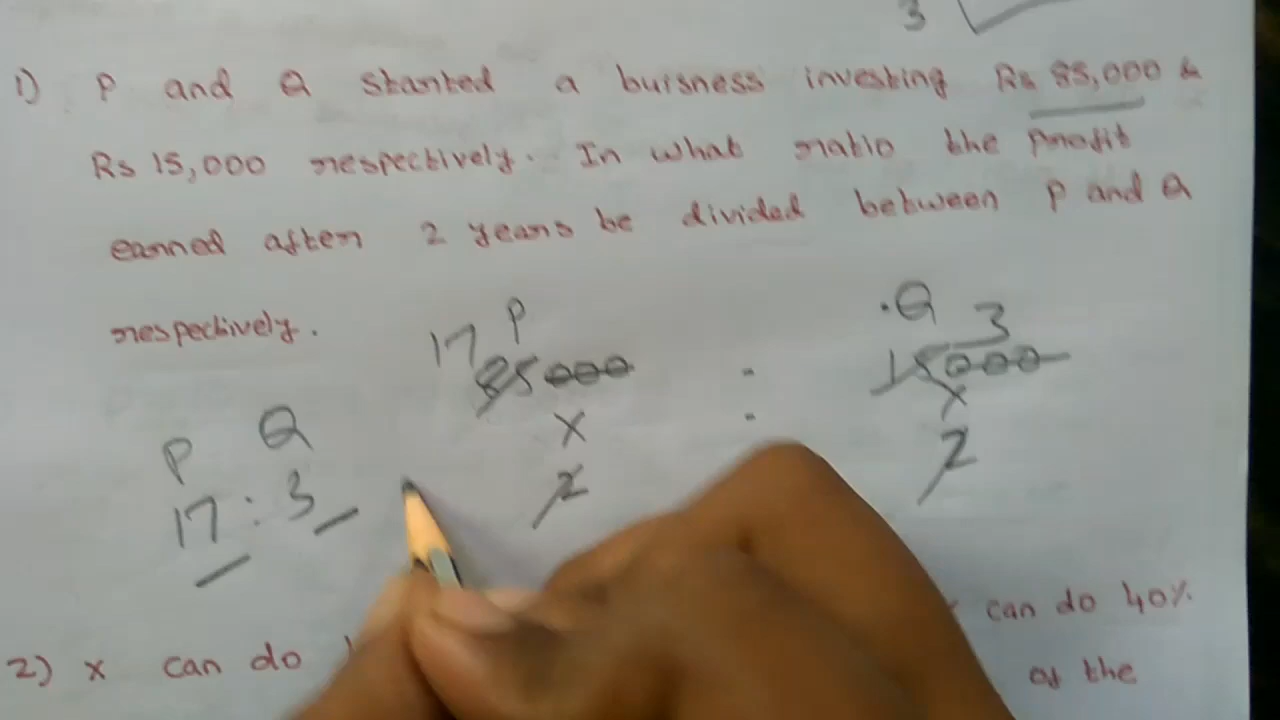 3
1) P and Q started a buisness investing Rs 85,000 &
Rs 15,000 respectively. In what ratio the Profit
earned after 2 years be divided between P and Q
respectively.
P : Q
17 3
85000 : 15000
x x
2 2
P Q
17 : 3
2) x can do can do 40%
of the